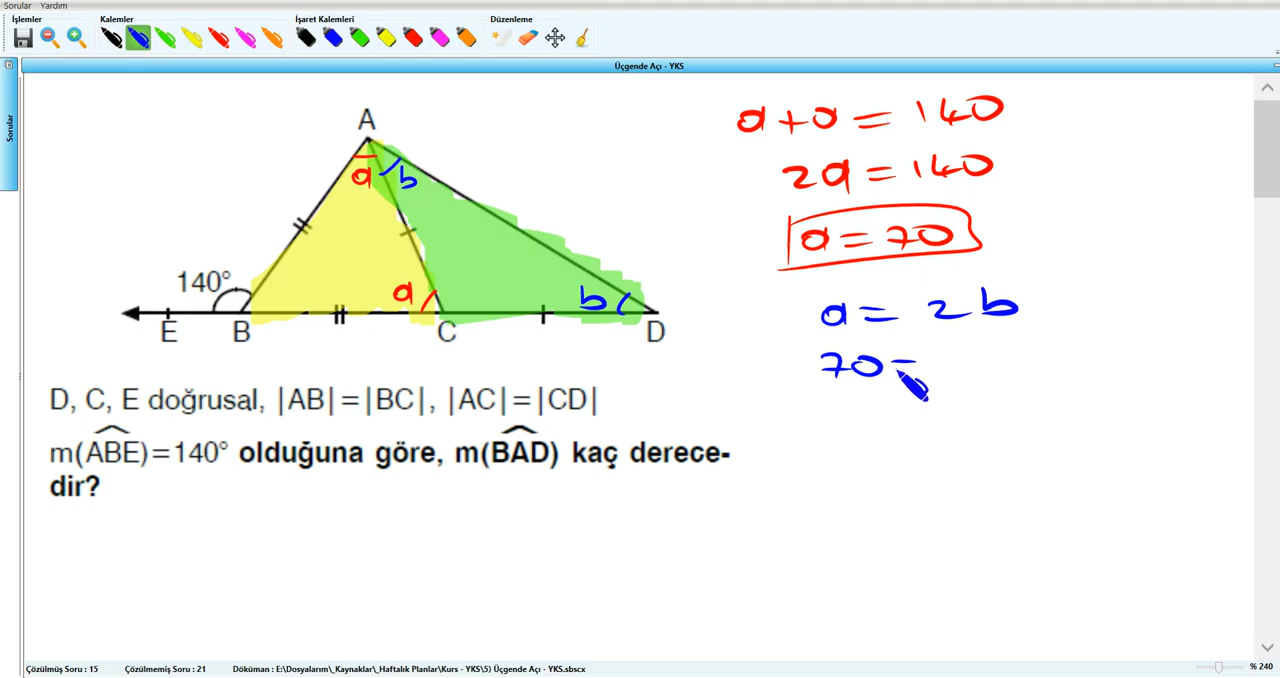 Sorular Yardım
İşlemler Kalemler İşaret Kalemleri Düzenleme
Üçgende Açı - YKS
Sorular
A
a b
140°
a b
E B C D
D, C, E doğrusal, |AB|=|BC|, |AC|=|CD|
m(ABE)=140° olduğuna göre, m(BAD) kaç derece-
dir?
a+a=140
2a=140
a=70
a=2b
70=
Çözülmüş Soru : 15 Çözülmemiş Soru : 21 Döküman : E:\Dosyalarım\_Kaynaklar\_Haftalık Planlar\Kurs - YKS\5) Üçgende Açı - YKS.sbscx % 240